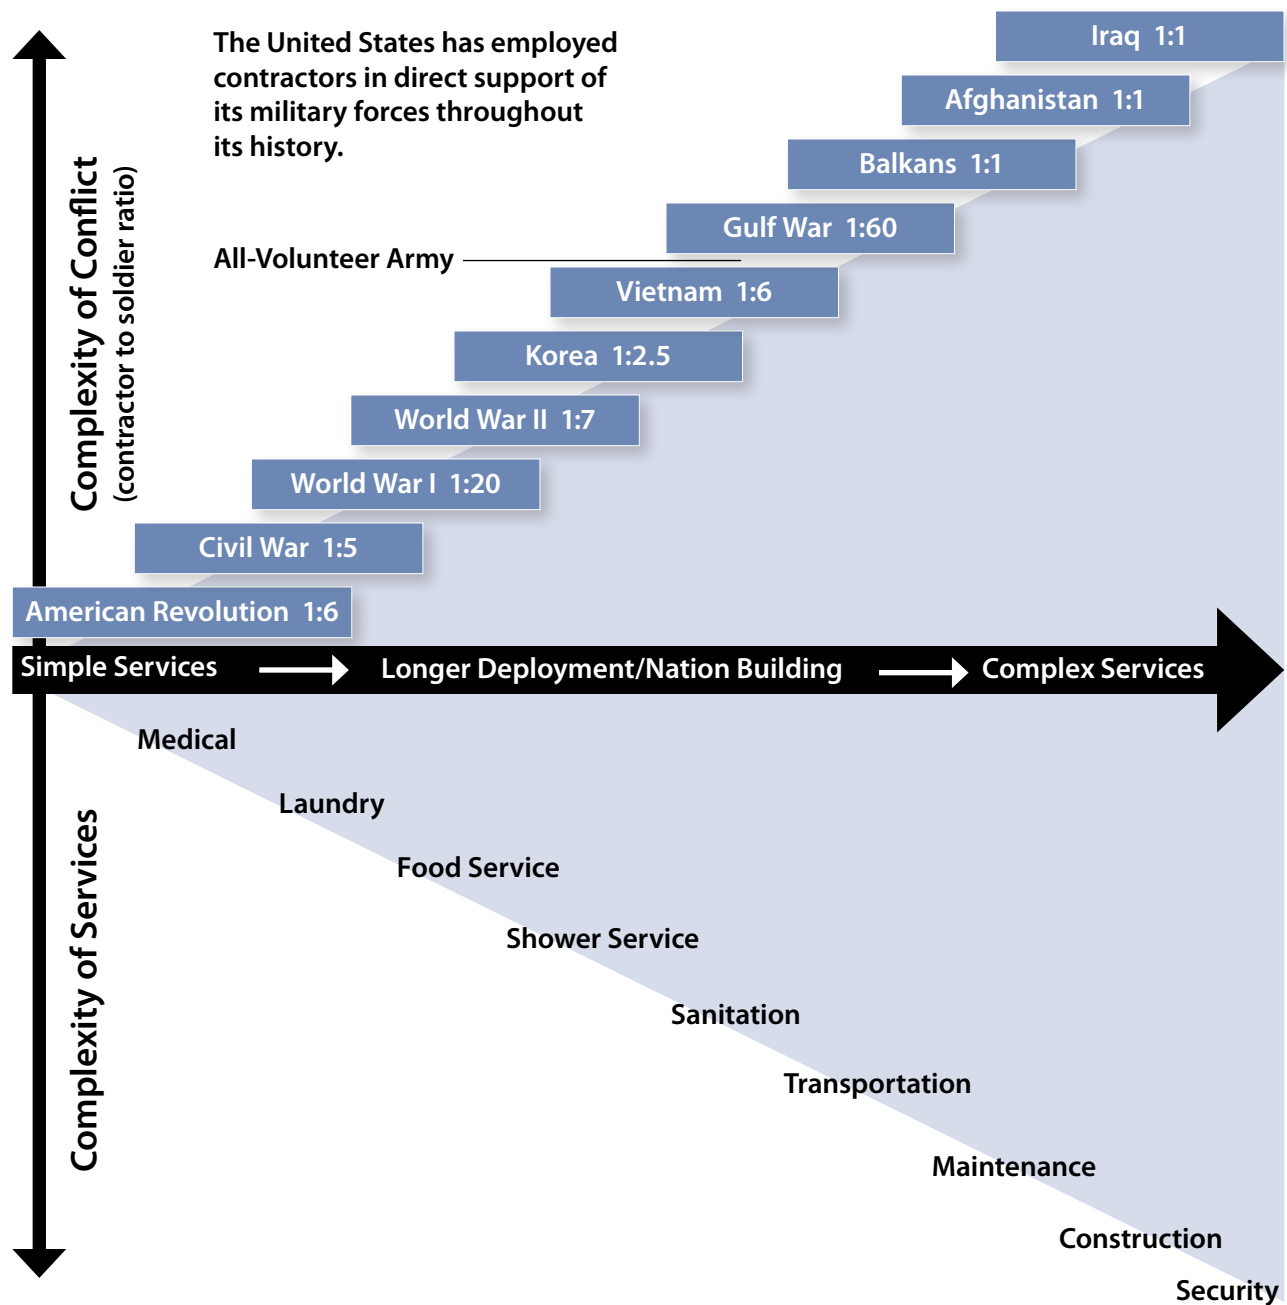 The United States has employed
contractors in direct support of
its military forces throughout
its history.
Complexity of Conflict
(contractor to soldier ratio)
Iraq 1:1
Afghanistan 1:1
Balkans 1:1
Gulf War 1:60
All-Volunteer Army
Vietnam 1:6
Korea 1:2.5
World War II 1:7
World War I 1:20
Civil War 1:5
American Revolution 1:6
Simple Services
Longer Deployment/Nation Building
Complex Services
Complexity of Services
Medical
Laundry
Food Service
Shower Service
Sanitation
Transportation
Maintenance
Construction
Security